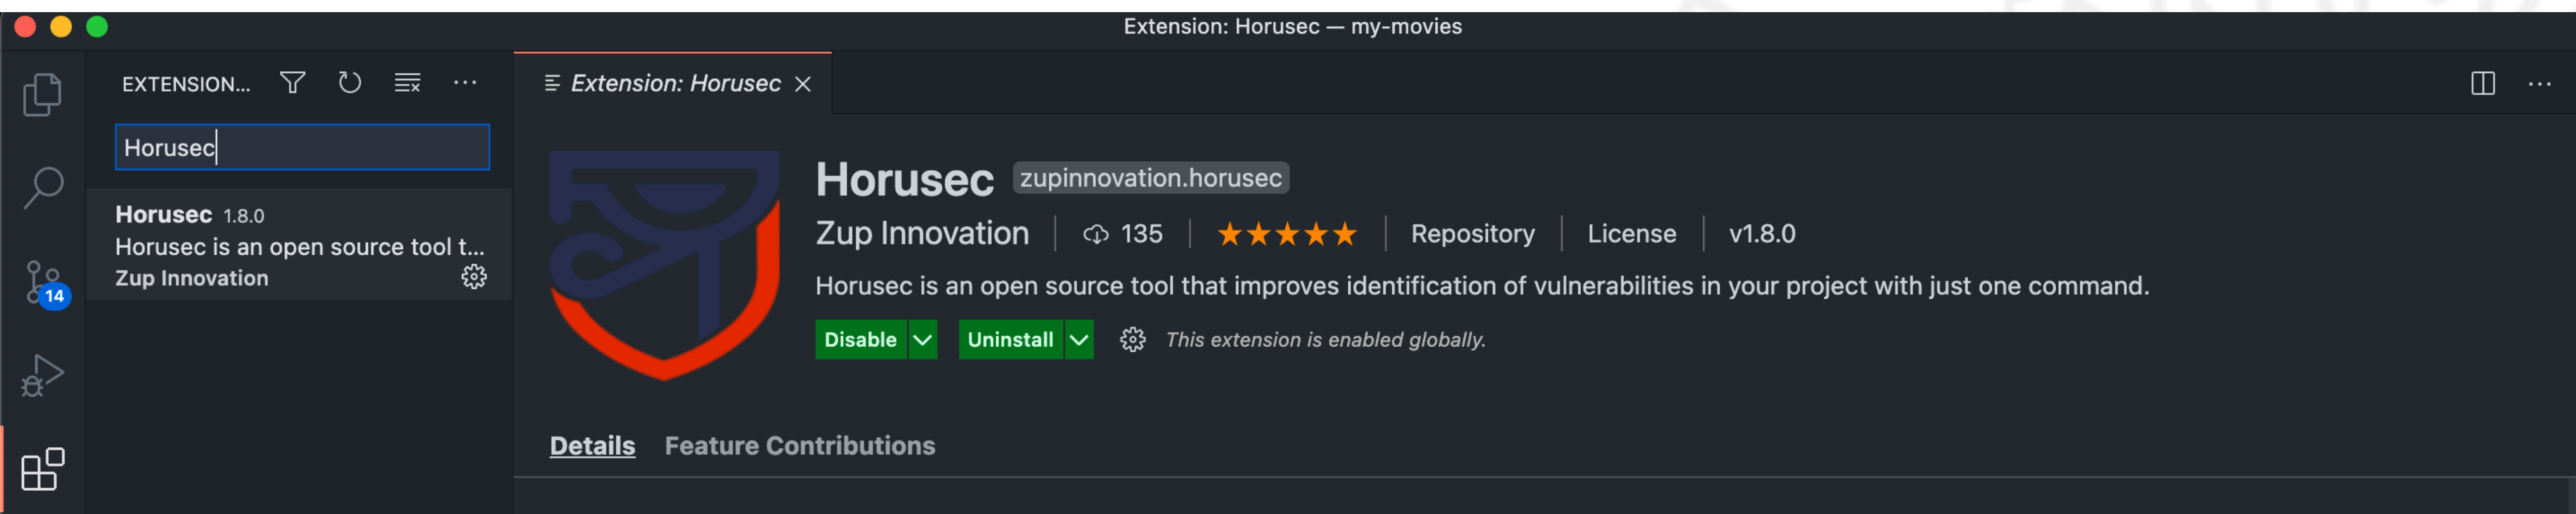 Extension: Horusec — my-movies
EXTENSION...
Horusec
Horusec 1.8.0
Horusec is an open source tool t...
Zup Innovation
14
Extension: Horusec
Horusec zupinnovation.horusec
Zup Innovation 135 Repository License v1.8.0
Horusec is an open source tool that improves identification of vulnerabilities in your project with just one command.
Disable Uninstall This extension is enabled globally.
Details Feature Contributions